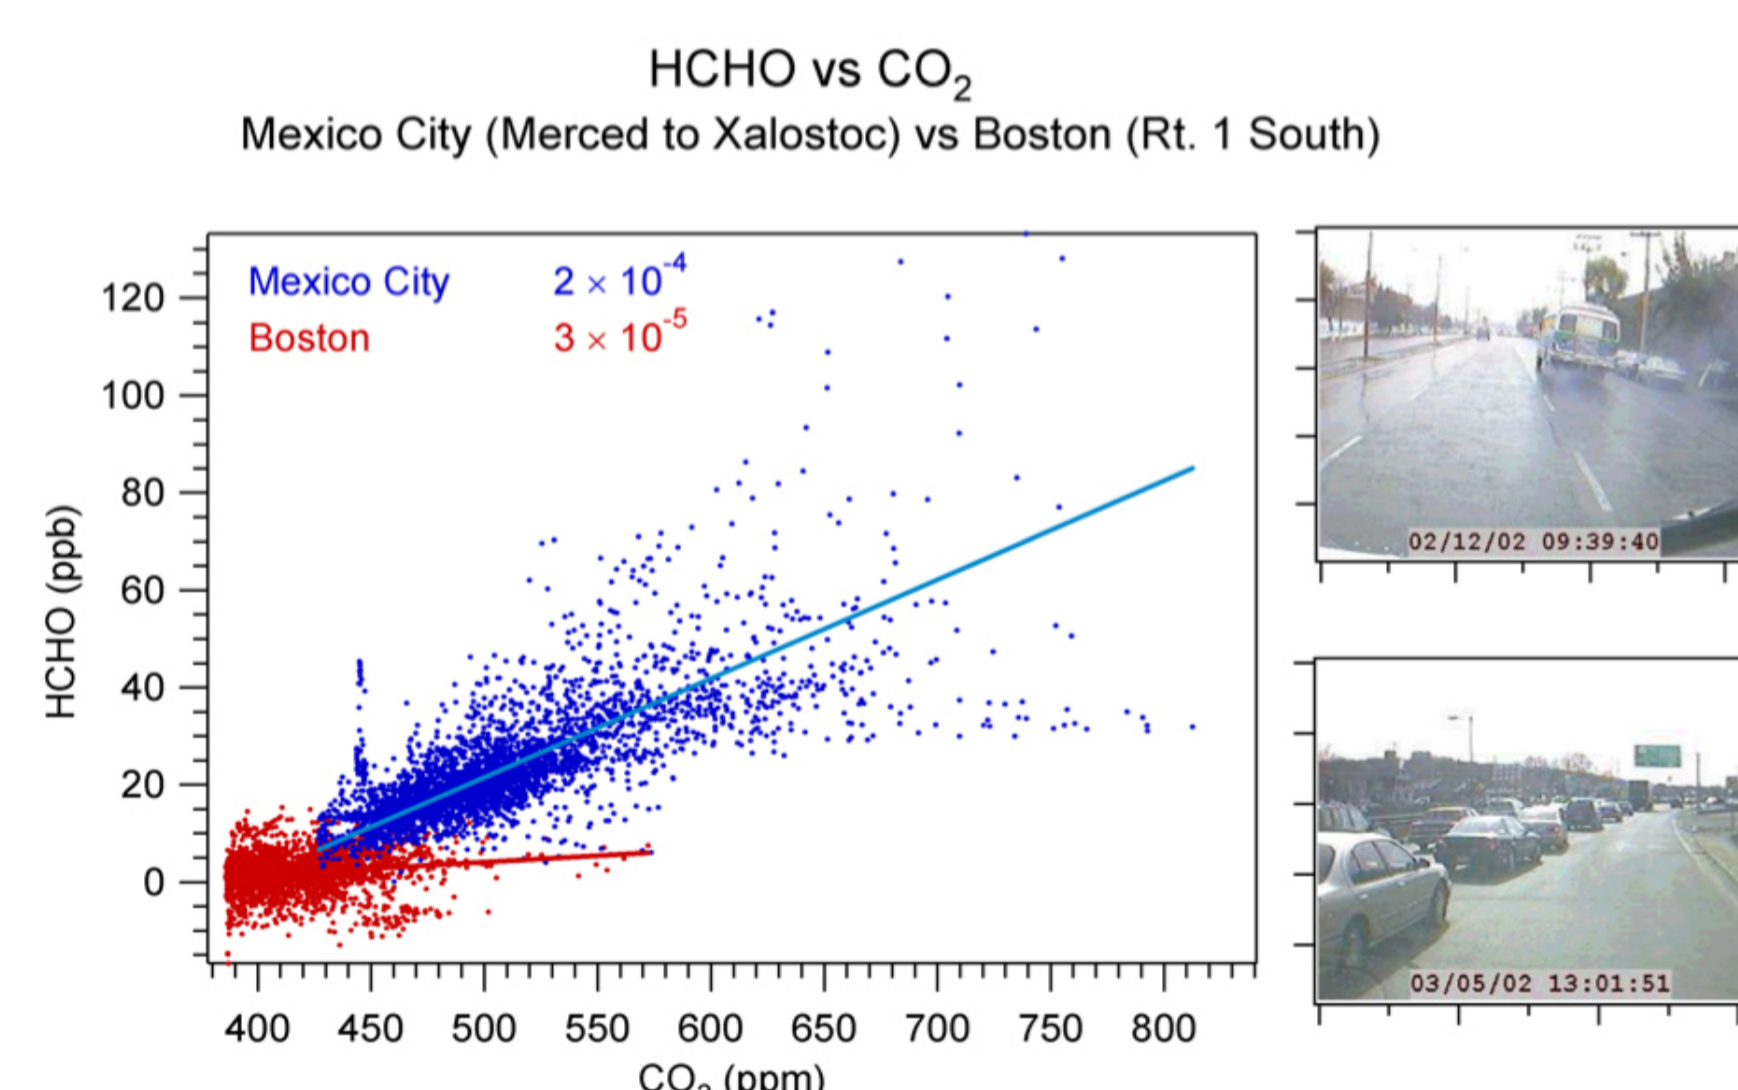 HCHO vs CO₂
Mexico City (Merced to Xalostoc) vs Boston (Rt. 1 South)
Mexico City 2 × 10⁻⁴
Boston 3 × 10⁻⁵
HCHO (ppb)
120
100
80
60
40
20
0
400 450 500 550 600 650 700 750 800
CO₂ (ppm)
02/12/02 09:39:40
03/05/02 13:01:51